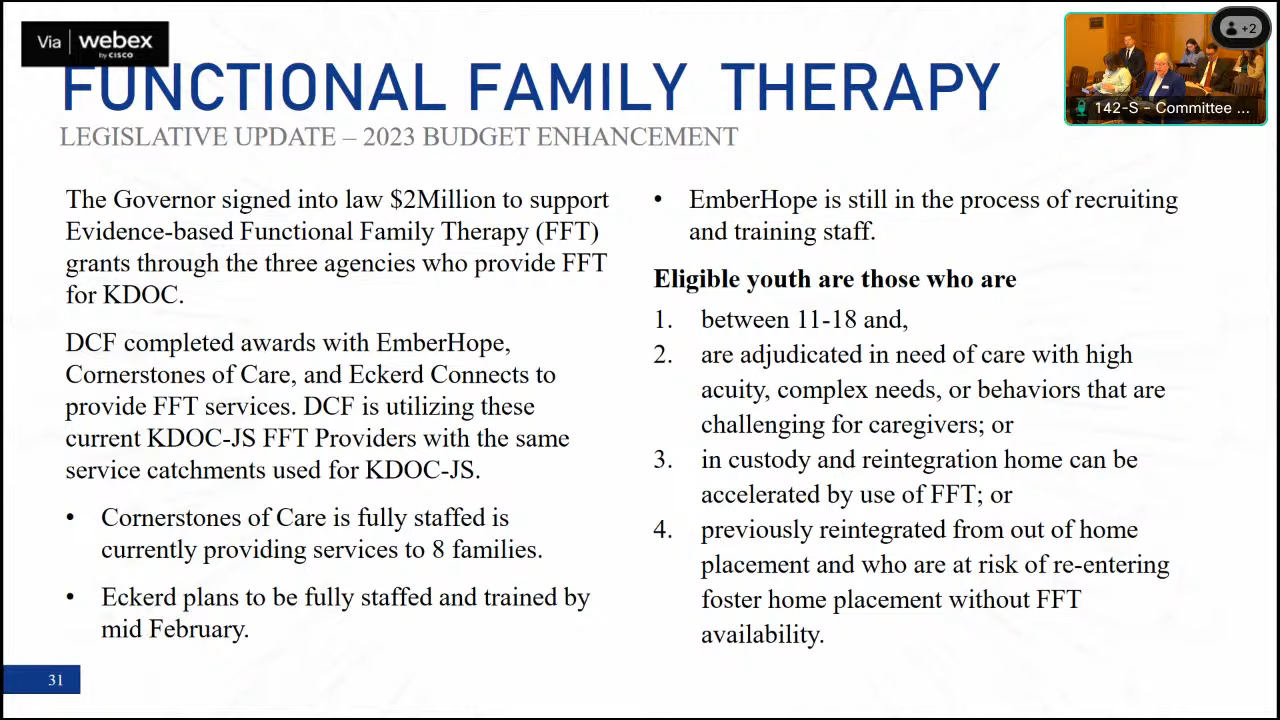 Via webex
by CISCO
+2
142-S - Committee ...
FUNCTIONAL FAMILY THERAPY
LEGISLATIVE UPDATE – 2023 BUDGET ENHANCEMENT
The Governor signed into law $2Million to support
Evidence-based Functional Family Therapy (FFT)
grants through the three agencies who provide FFT
for KDOC.
DCF completed awards with EmberHope,
Cornerstones of Care, and Eckerd Connects to
provide FFT services. DCF is utilizing these
current KDOC-JS FFT Providers with the same
service catchments used for KDOC-JS.
• Cornerstones of Care is fully staffed is
currently providing services to 8 families.
• Eckerd plans to be fully staffed and trained by
mid February.
• EmberHope is still in the process of recruiting
and training staff.
Eligible youth are those who are
1. between 11-18 and,
2. are adjudicated in need of care with high
acuity, complex needs, or behaviors that are
challenging for caregivers; or
3. in custody and reintegration home can be
accelerated by use of FFT; or
4. previously reintegrated from out of home
placement and who are at risk of re-entering
foster home placement without FFT
availability.
31